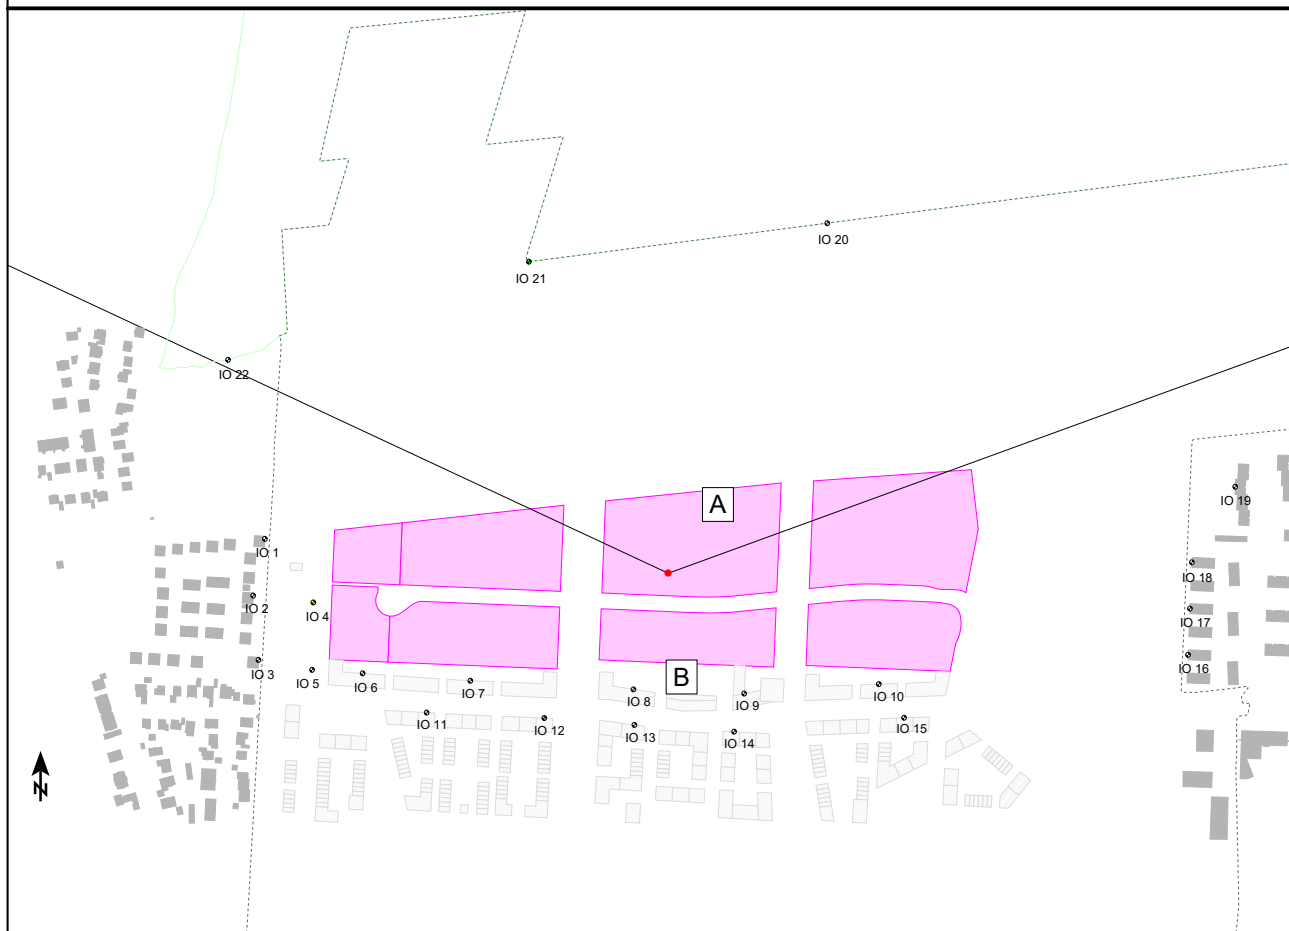 IO 20
IO 21
IO 22
IO 19
A
IO 1
IO 18
IO 2
IO 4
IO 17
IO 3
IO 16
IO 5
B
IO 6
IO 7
IO 8
IO 9
IO 10
IO 11
IO 12
IO 13
IO 14
IO 15
N